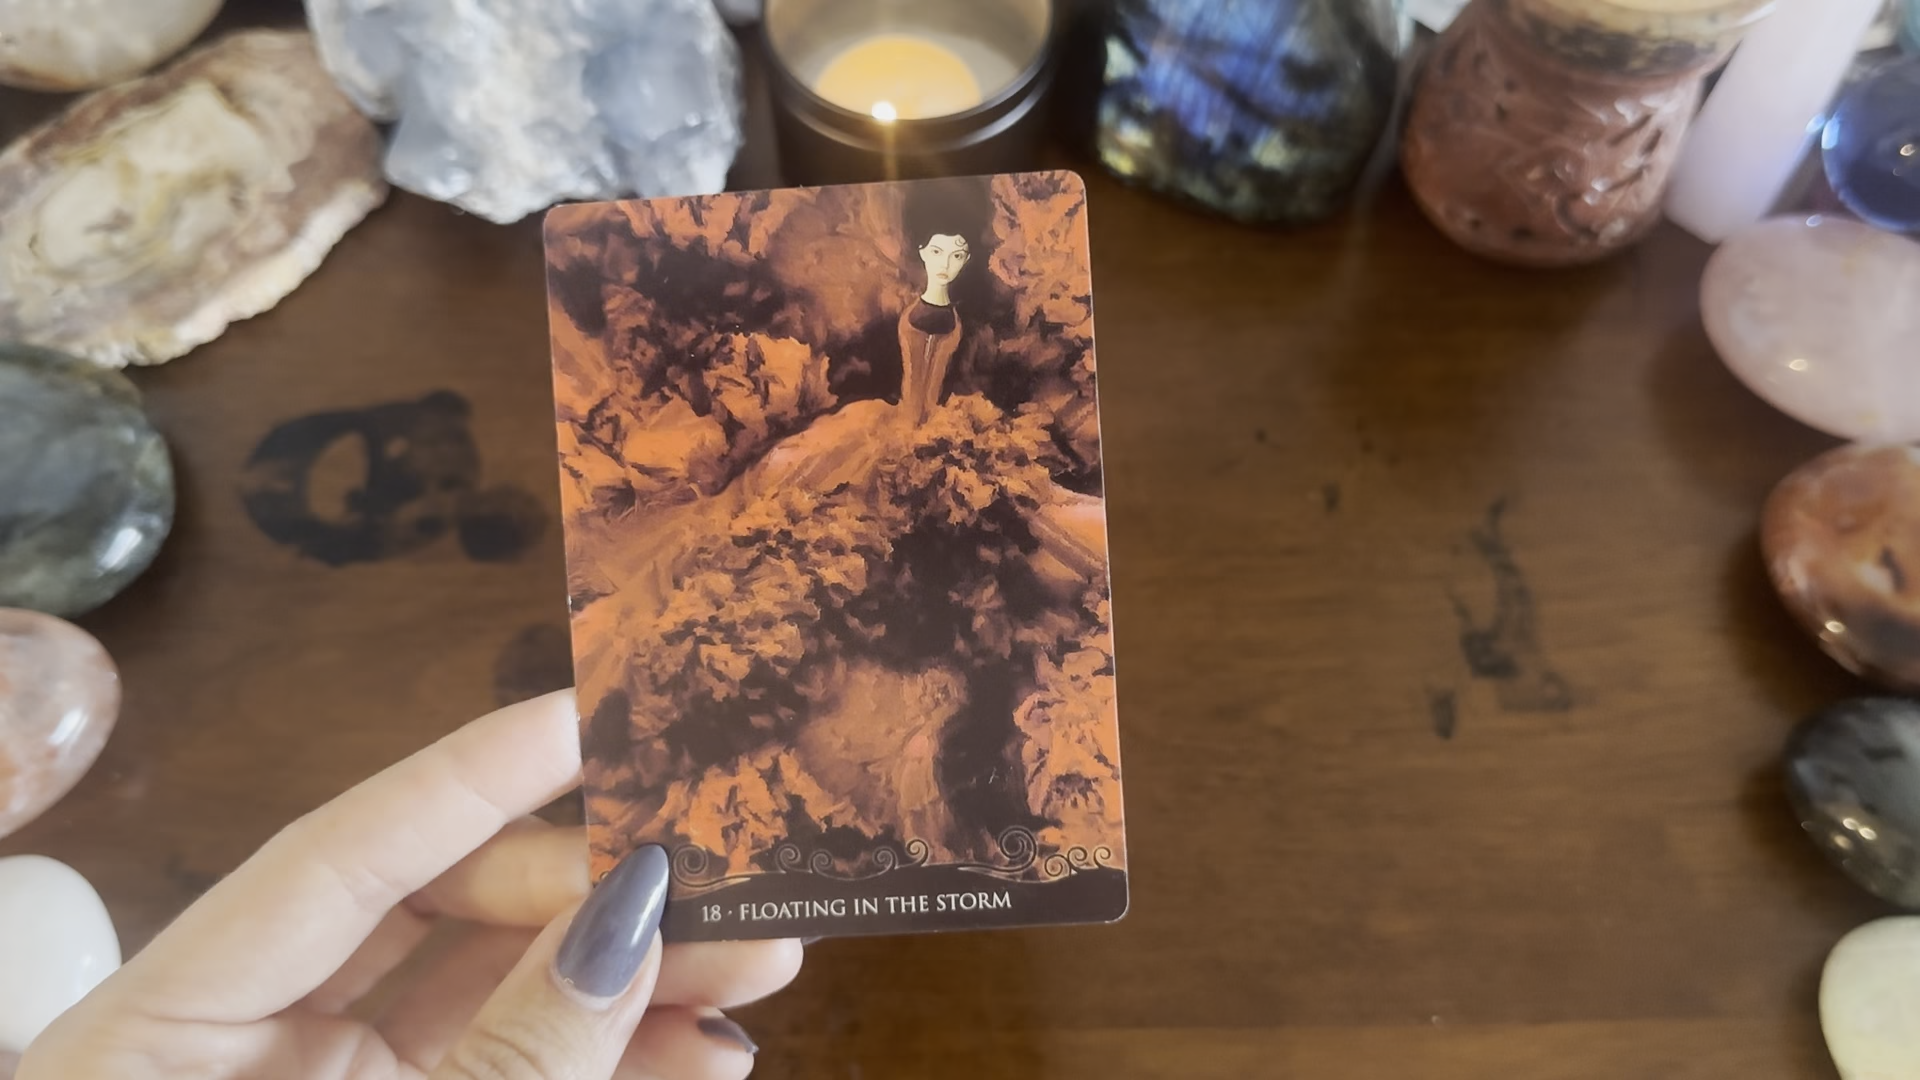 18 · FLOATING IN THE STORM